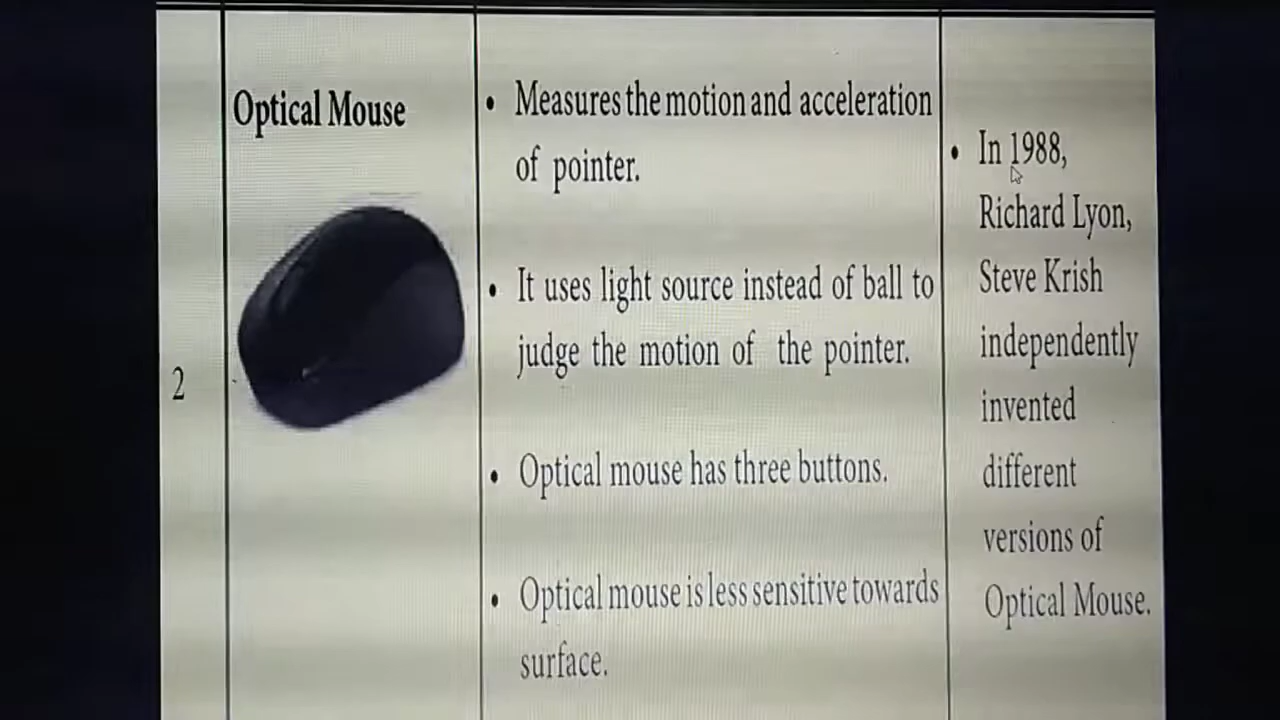 2
Optical Mouse
• Measures the motion and acceleration
of pointer.
• It uses light source instead of ball to
judge the motion of the pointer.
• Optical mouse has three buttons.
• Optical mouse is less sensitive towards
surface.
• In 1988,
Richard Lyon,
Steve Krish
independently
invented
different
versions of
Optical Mouse.